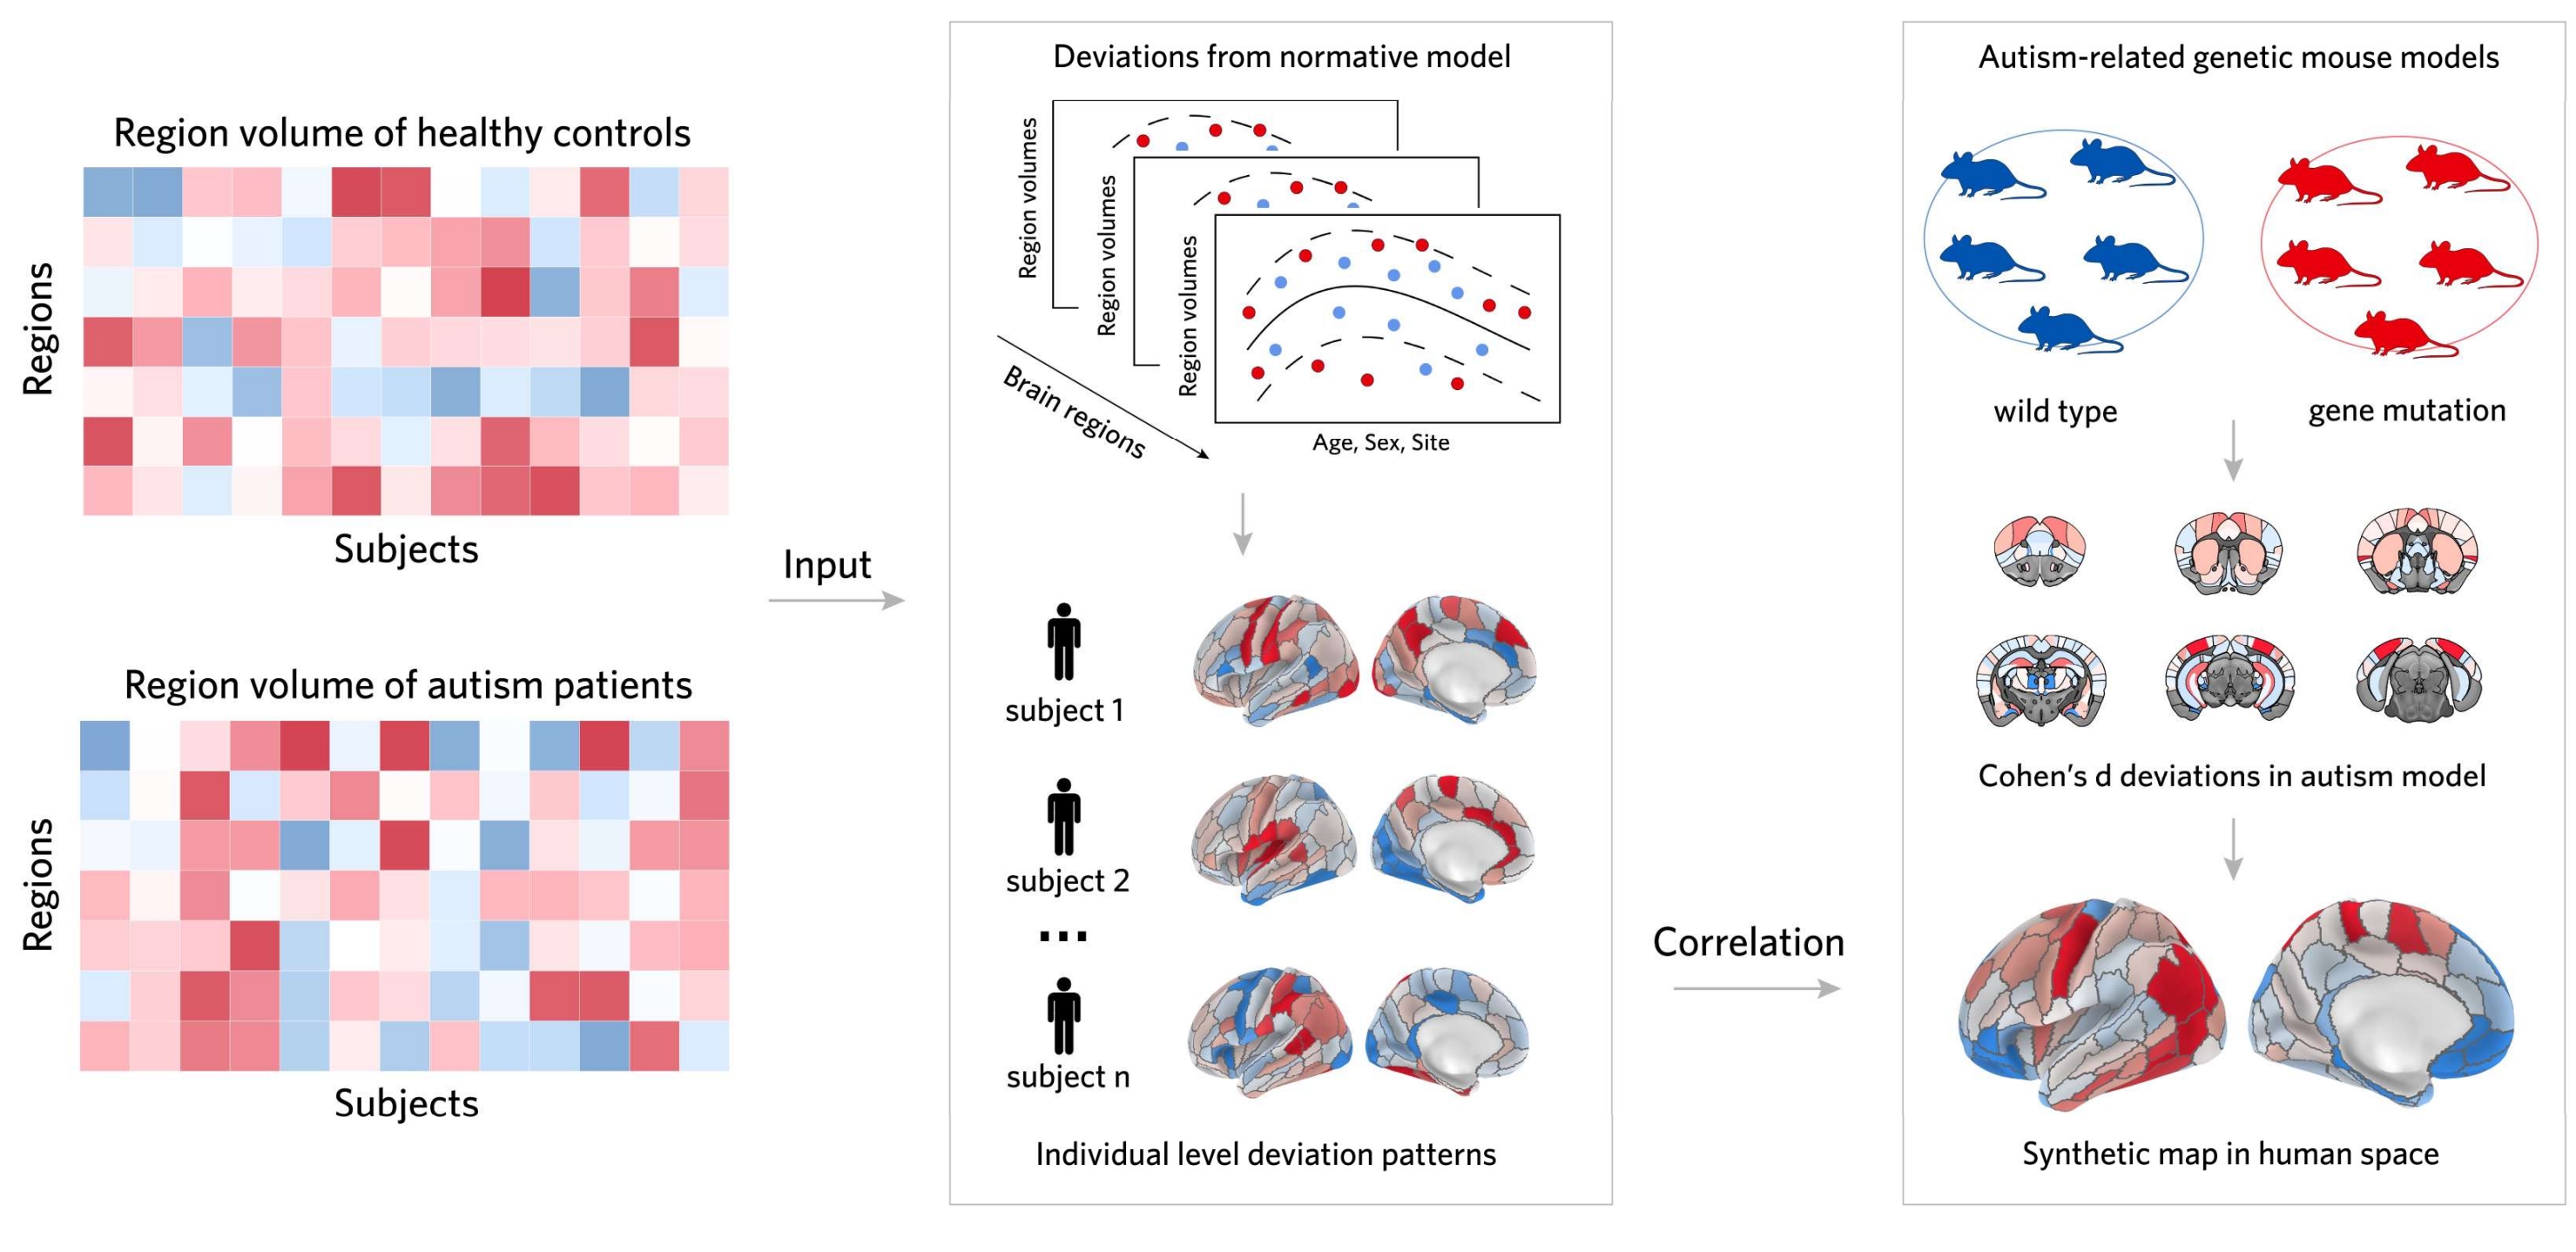 Region volume of healthy controls
Regions
Subjects
Region volume of autism patients
Regions
Subjects
Input
Deviations from normative model
Region volumes
Region volumes
Region volumes
Brain regions
Age, Sex, Site
subject 1
subject 2
...
subject n
Individual level deviation patterns
Correlation
Autism-related genetic mouse models
wild type
gene mutation
Cohen's d deviations in autism model
Synthetic map in human space